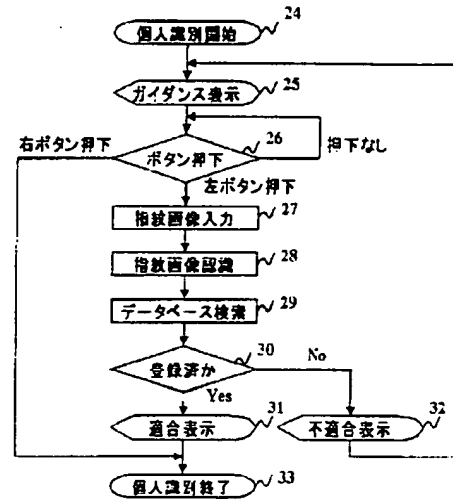 24
個人識別開始
ガイダンス表示
25
26
右ボタン押下
ボタン押下
押下なし
左ボタン押下
指紋画像入力
27
指紋画像認識
28
データベース検索
29
30
登録済か
No
Yes
31
32
適合表示
不適合表示
33
個人識別終了